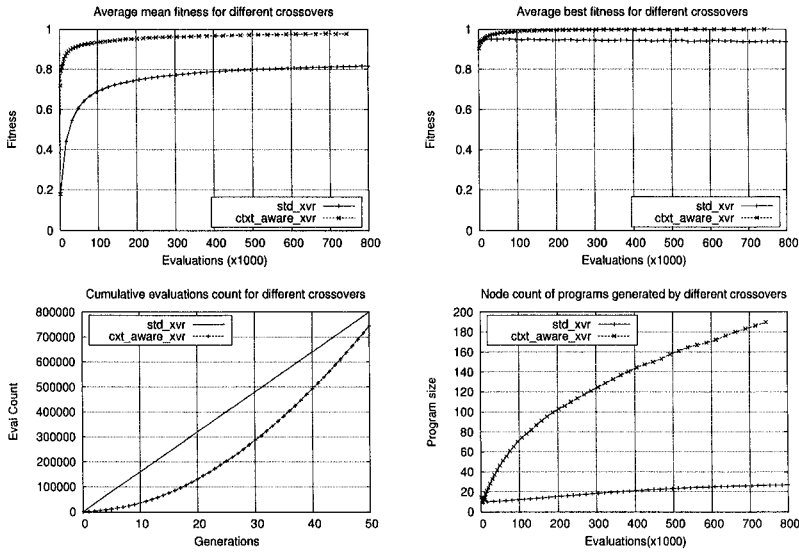 Average mean fitness for different crossovers
1
0.8
0.6
0.4
0.2
0
Fitness
std_xvr
ctxt_aware_xvr
0 100 200 300 400 500 600 700 800
Evaluations (x1000)
Average best fitness for different crossovers
1
0.8
0.6
0.4
0.2
0
Fitness
std_xvr
ctxt_aware_xvr
0 100 200 300 400 500 600 700 800
Evaluations (x1000)
Cumulative evaluations count for different crossovers
800000
700000
600000
500000
400000
300000
200000
100000
0
Eval Count
std_xvr
cxt_aware_xvr
0 10 20 30 40 50
Generations
Node count of programs generated by different crossovers
200
180
160
140
120
100
80
60
40
20
0
Program size
std_xvr
ctxt_aware_xvr
0 100 200 300 400 500 600 700 800
Evaluations(x1000)